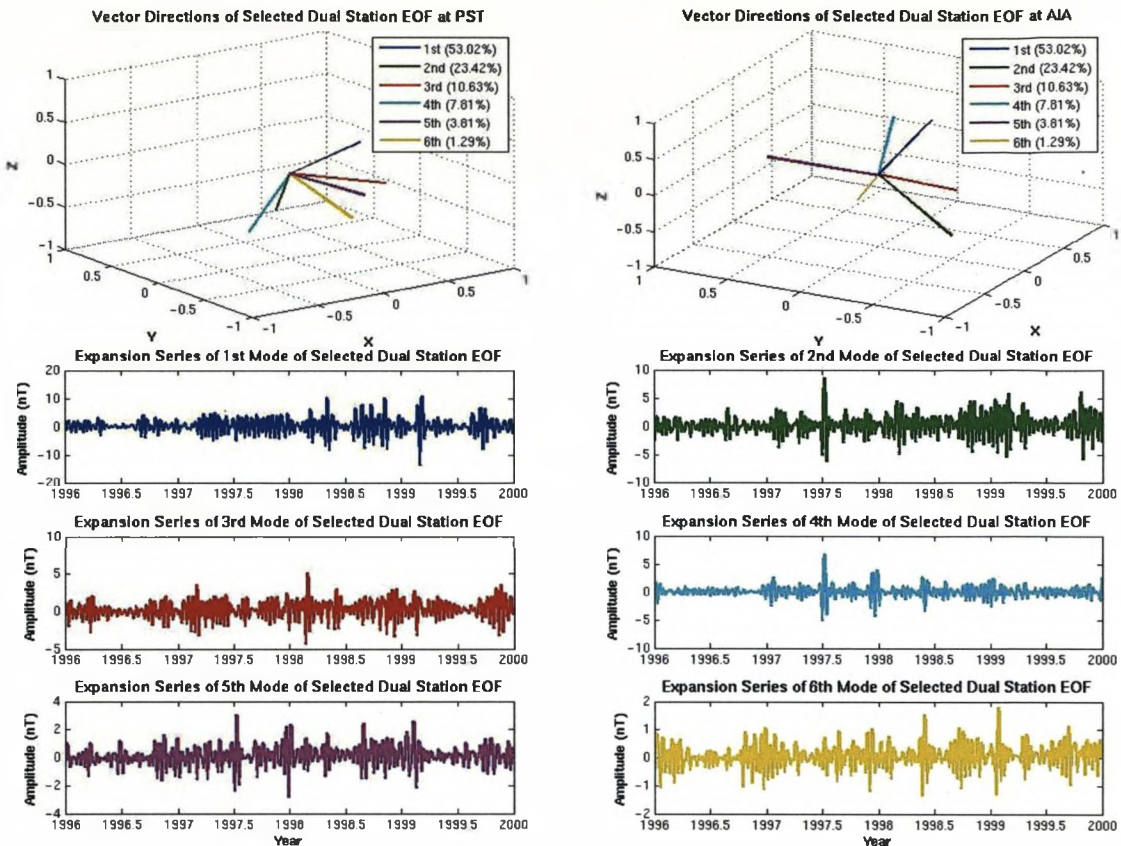 Vector Directions of Selected Dual Station EOF at PST
1st (53.02%)
2nd (23.42%)
3rd (10.63%)
4th (7.81%)
5th (3.81%)
6th (1.29%)
1
0.5
0
-0.5
-1
Z
1
0.5
0
-0.5
-1
Y
-1
-0.5
0
0.5
1
X
Vector Directions of Selected Dual Station EOF at AIA
1st (53.02%)
2nd (23.42%)
3rd (10.63%)
4th (7.81%)
5th (3.81%)
6th (1.29%)
1
0.5
0
-0.5
-1
Z
1
0.5
0
-0.5
-1
Y
-1
-0.5
0
0.5
1
X
Expansion Series of 1st Mode of Selected Dual Station EOF
Amplitude (nT)
20
10
0
-10
-20
1996 1996.5 1997 1997.5 1998 1998.5 1999 1999.5 2000
Expansion Series of 2nd Mode of Selected Dual Station EOF
Amplitude (nT)
10
5
0
-5
-10
1996 1996.5 1997 1997.5 1998 1998.5 1999 1999.5 2000
Expansion Series of 3rd Mode of Selected Dual Station EOF
Amplitude (nT)
10
5
0
-5
1996 1996.5 1997 1997.5 1998 1998.5 1999 1999.5 2000
Expansion Series of 4th Mode of Selected Dual Station EOF
Amplitude (nT)
10
5
0
-5
-10
1996 1996.5 1997 1997.5 1998 1998.5 1999 1999.5 2000
Expansion Series of 5th Mode of Selected Dual Station EOF
Amplitude (nT)
4
2
0
-2
-4
1996 1996.5 1997 1997.5 1998 1998.5 1999 1999.5 2000
Year
Expansion Series of 6th Mode of Selected Dual Station EOF
Amplitude (nT)
2
1
0
-1
-2
1996 1996.5 1997 1997.5 1998 1998.5 1999 1999.5 2000
Year